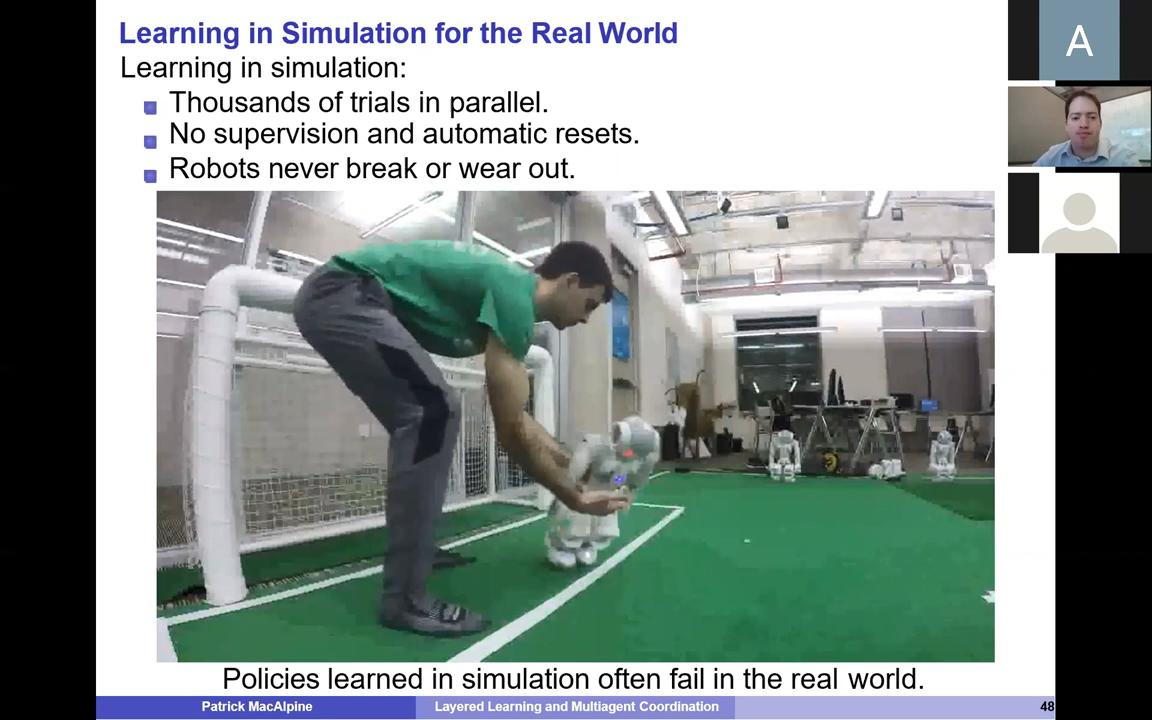 Learning in Simulation for the Real World
Learning in simulation:
Thousands of trials in parallel.
No supervision and automatic resets.
Robots never break or wear out.
A
Policies learned in simulation often fail in the real world.
Patrick MacAlpine
Layered Learning and Multiagent Coordination
48